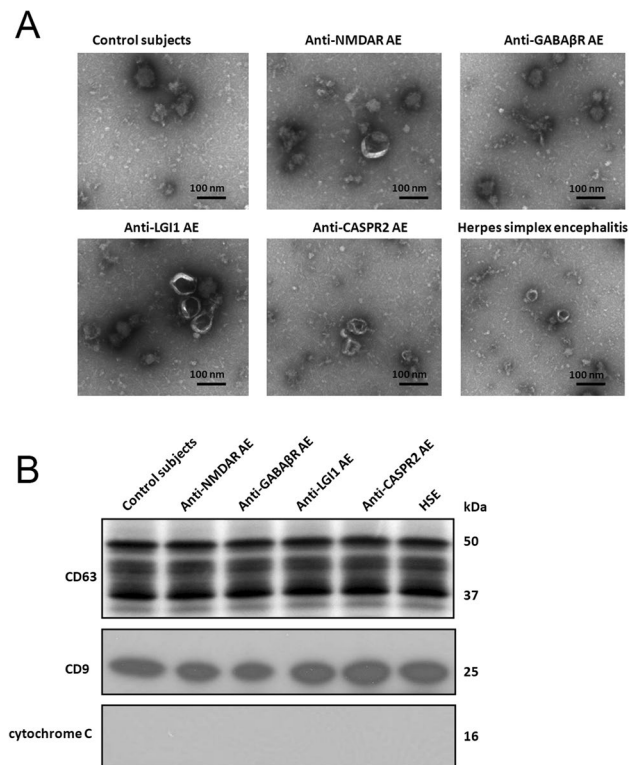 A
Control subjects Anti-NMDAR AE Anti-GABAβR AE
100 nm 100 nm 100 nm
Anti-LGI1 AE Anti-CASPR2 AE Herpes simplex encephalitis
100 nm 100 nm 100 nm
B
Control subjects Anti-NMDAR AE Anti-GABAβR AE Anti-LGI1 AE Anti-CASPR2 AE HSE
kDa
50
CD63
37
CD9 25
cytochrome C 16